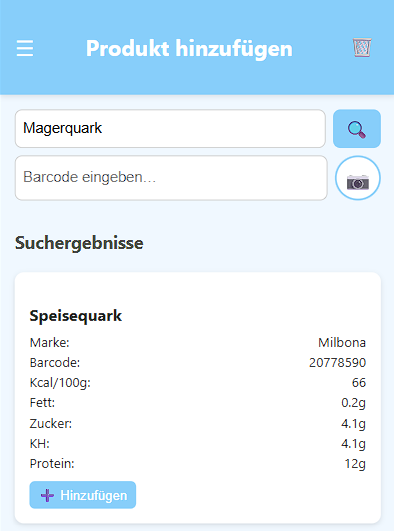 Produkt hinzufügen
Magerquark
Barcode eingeben...
Suchergebnisse
Speisequark
Marke: Milbona
Barcode: 20778590
Kcal/100g: 66
Fett: 0.2g
Zucker: 4.1g
KH: 4.1g
Protein: 12g
Hinzufügen